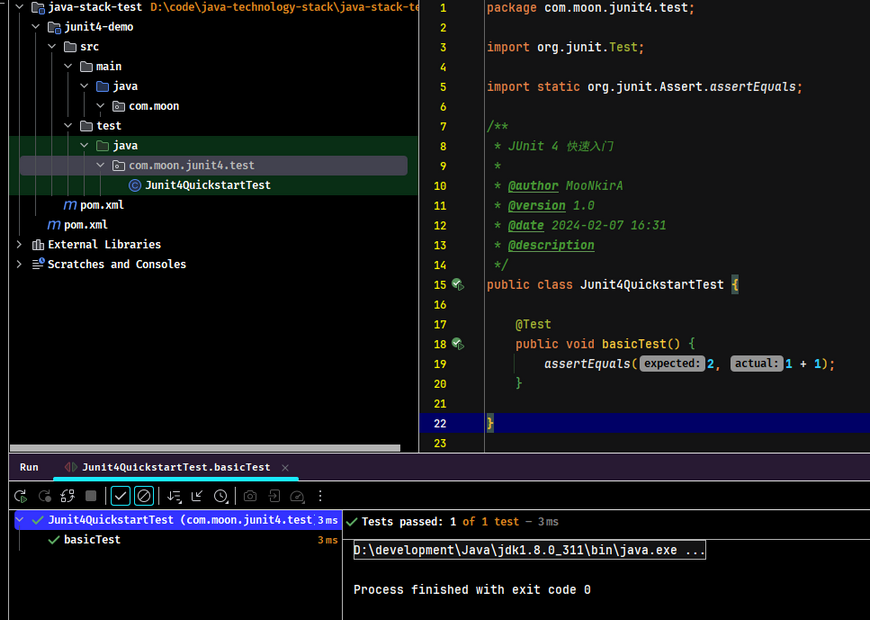 java-stack-test D:\code\java-technology-stack\java-stack-te
junit4-demo
src
main
java
com.moon
test
java
com.moon.junit4.test
Junit4QuickstartTest
pom.xml
pom.xml
External Libraries
Scratches and Consoles
1 package com.moon.junit4.test;
2
3 import org.junit.Test;
4
5 import static org.junit.Assert.assertEquals;
6
7 /**
8 * JUnit 4 快速入门
9 *
10 * @author MooNkirA
11 * @version 1.0
12 * @date 2024-02-07 16:31
13 * @description
14 */
15 public class Junit4QuickstartTest {
16
17 @Test
18 public void basicTest() {
19 assertEquals( expected: 2, actual: 1 + 1);
20 }
21
22 }
23
Run Junit4QuickstartTest.basicTest
Junit4QuickstartTest (com.moon.junit4.test 3 ms
basicTest 3 ms
Tests passed: 1 of 1 test – 3 ms
D:\development\Java\jdk1.8.0_311\bin\java.exe ...
Process finished with exit code 0